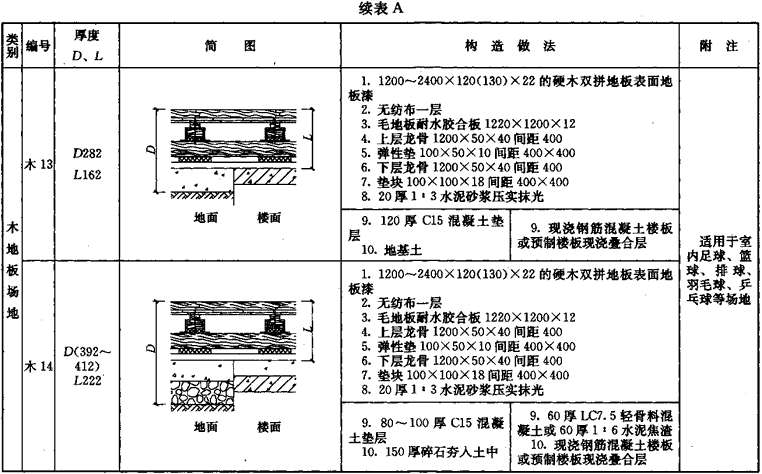 续表 A
类别
编号
厚度
D、L
简 图
构 造 做 法
附 注
木地板场地
木 13
D282
L162
D
L
地面
楼面
1. 1200～2400×120(130)×22 的硬木双拼地板表面地
板漆
2. 无纺布一层
3. 毛地板耐水胶合板 1220×1200×12
4. 上层龙骨 1200×50×40 间距 400
5. 弹性垫 100×50×10 间距 400×400
6. 下层龙骨 1200×50×40 间距 400
7. 垫块 100×100×18 间距 400×400
8. 20 厚 1∶3 水泥砂浆压实抹光
9. 120 厚 C15 混凝土垫
层
10. 地基土
9. 现浇钢筋混凝土楼板
或预制楼板现浇叠合层
木 14
D(392～
412)
L222
D
L
地面
楼面
1. 1200～2400×120(130)×22 的硬木双拼地板表面地
板漆
2. 无纺布一层
3. 毛地板耐水胶合板 1220×1200×12
4. 上层龙骨 1200×50×40 间距 400
5. 弹性垫 100×50×10 间距 400×400
6. 下层龙骨 1200×50×40 间距 400
7. 垫块 100×100×18 间距 400×400
8. 20 厚 1∶3 水泥砂浆压实抹光
9. 80～100 厚 C15 混凝
土垫层
10. 150 厚碎石夯入土中
9. 60 厚 LC7.5 轻骨料混
凝土或 60 厚 1∶6 水泥焦渣
10. 现浇钢筋混凝土楼板
或预制楼板现浇叠合层
适用于室
内足球、篮
球、排球、
羽毛球、乒
乓球等场地